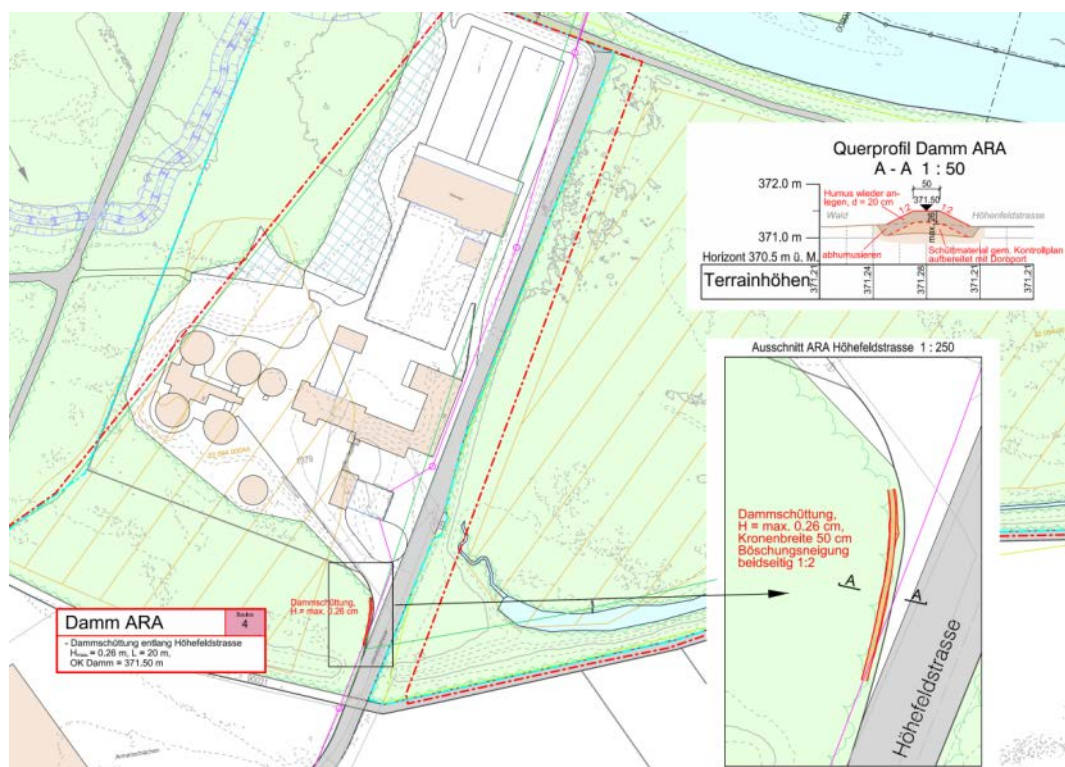 Querprofil Damm ARA
A - A 1 : 50
372.0 m
50
371.50
Humus wieder an-
legen, d = 20 cm
1:2
1:2
Wald
Höhenfeldstrasse
max. 26
371.0 m
abhumusieren
Schüttmaterial gem. Kontrollplan
aufbereitet mit Doroport
Horizont 370.5 m ü. M.
Terrainhöhen
371.21
371.24
371.28
371.21
371.21
Ausschnitt ARA Höhefeldstrasse 1 : 250
Dammschüttung,
H = max. 0.26 cm,
Kronenbreite 50 cm
Böschungsneigung
beidseitig 1:2
A
A
Höhefeldstrasse
1378
Dammschüttung,
H = max. 0.26 cm
Damm ARA
4
- Dammschüttung entlang Höhefeldstrasse
Hmax. = 0.26 m, L = 20 m,
OK Damm = 371.50 m